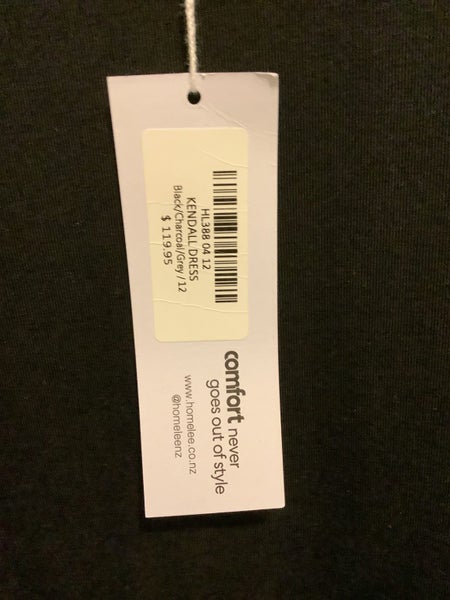 HL388 04 12
KENDALL DRESS
Black/Charcoal/Grey / 12
$ 119.95
comfort never
goes out of style
www.homelee.co.nz
@homeleenz